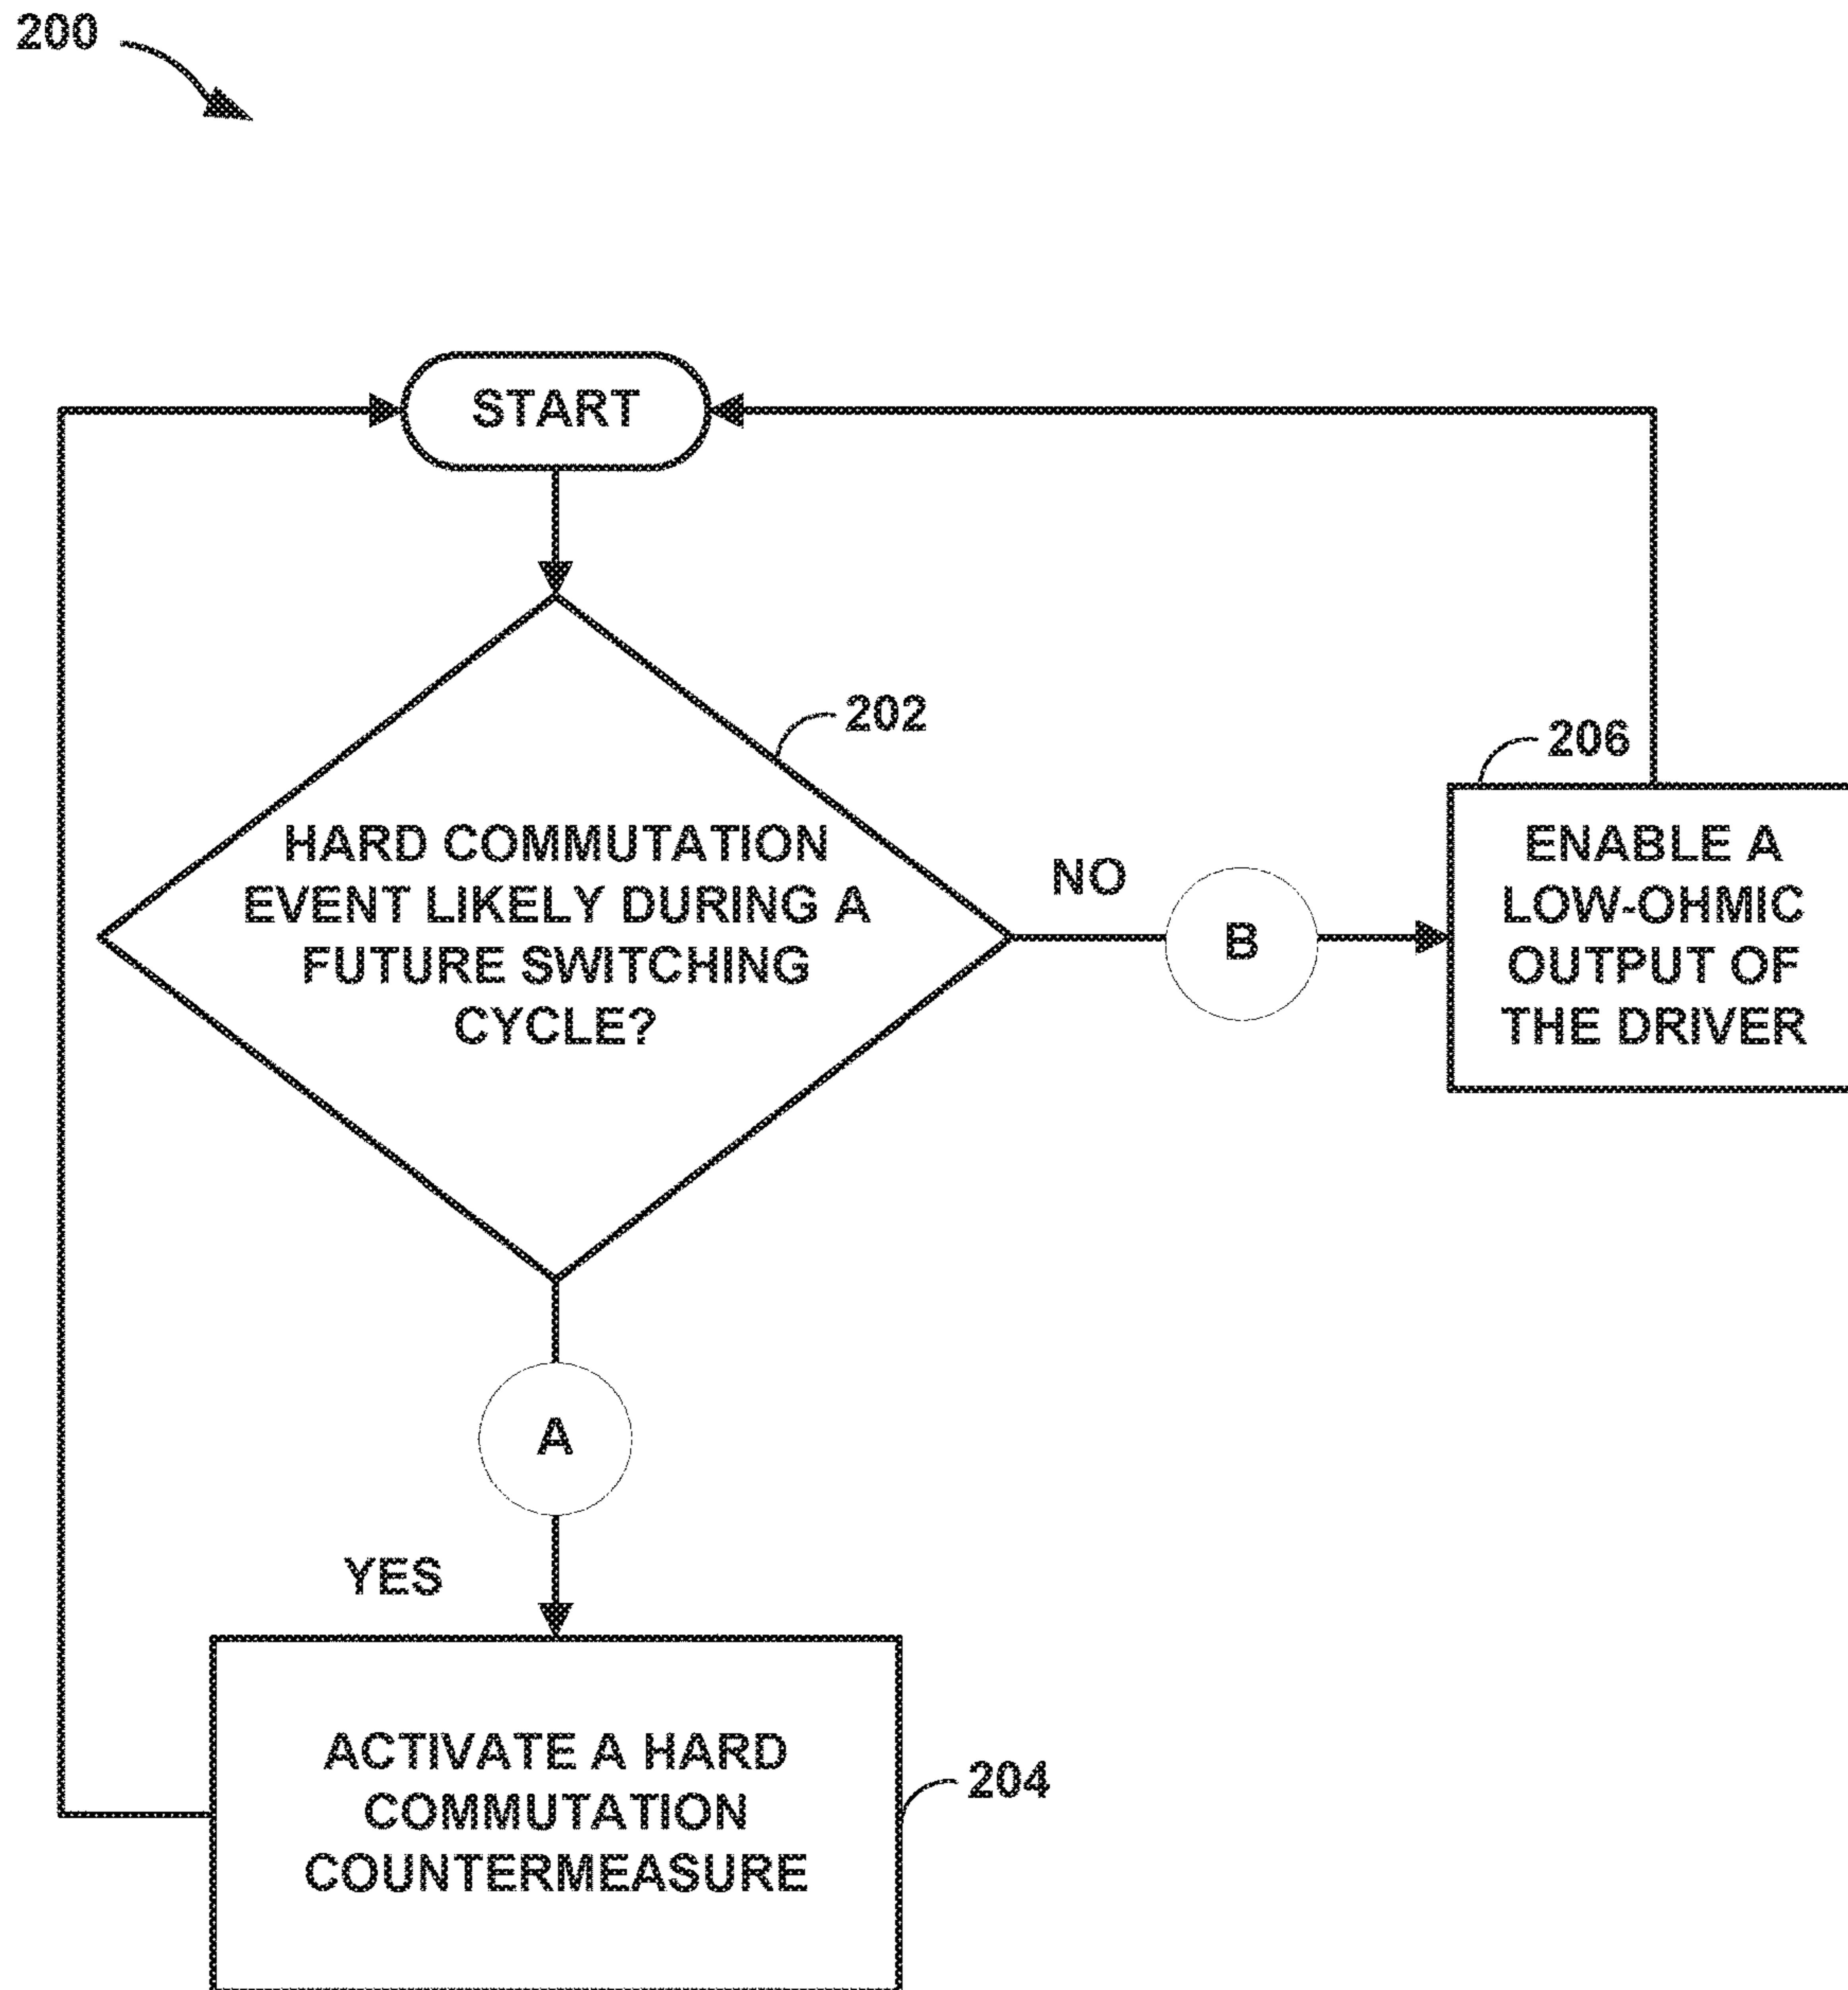 200
START
202
HARD COMMUTATION
EVENT LIKELY DURING A
FUTURE SWITCHING
CYCLE?
NO
B
206
ENABLE A
LOW-OHMIC
OUTPUT OF
THE DRIVER
A
YES
ACTIVATE A HARD
COMMUTATION
COUNTERMEASURE
204